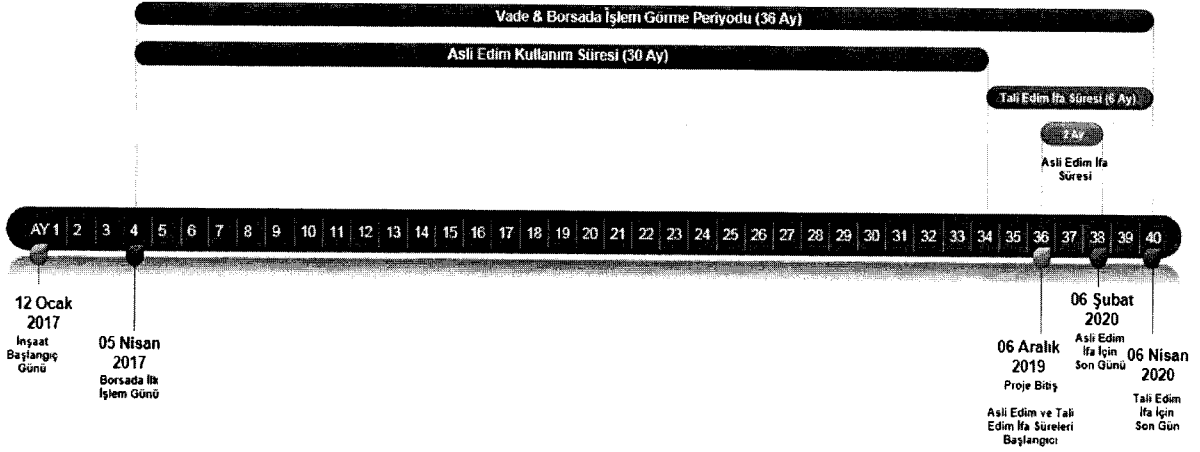 Vade & Borsada İşlem Görme Periyodu (36 Ay)
Asli Edim Kullanım Süresi (30 Ay)
Tali Edim İfa Süresi (6 Ay)
2 Ay
Asli Edim İfa
Süresi
AY 1 2 3 4 5 6 7 8 9 10 11 12 13 14 15 16 17 18 19 20 21 22 23 24 25 26 27 28 29 30 31 32 33 34 35 36 37 38 39 40
12 Ocak
2017
İnşaat
Başlangıç
Günü
05 Nisan
2017
Borsada İlk
İşlem Günü
06 Aralık
2019
Proje Bitiş
Asli Edim ve Tali
Edim İfa Süreleri
Başlangıcı
06 Şubat
2020
Asli Edim
İfa İçin
Son Günü
06 Nisan
2020
Tali Edim
İfa İçin
Son Gün